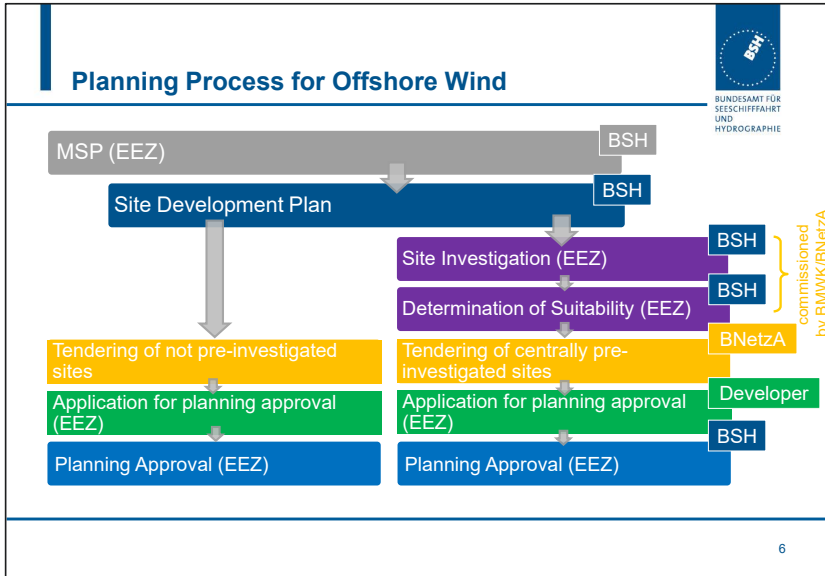 Planning Process for Offshore Wind
BSH
BUNDESAMT FÜR
SEESCHIFFFAHRT
UND
HYDROGRAPHIE
MSP (EEZ)
BSH
Site Development Plan
BSH
Site Investigation (EEZ)
BSH
Determination of Suitability (EEZ)
BSH
commissioned
by BMWK/BNetzA
Tendering of not pre-investigated
sites
Tendering of centrally pre-
investigated sites
BNetzA
Application for planning approval
(EEZ)
Application for planning approval
(EEZ)
Developer
Planning Approval (EEZ)
Planning Approval (EEZ)
BSH
6